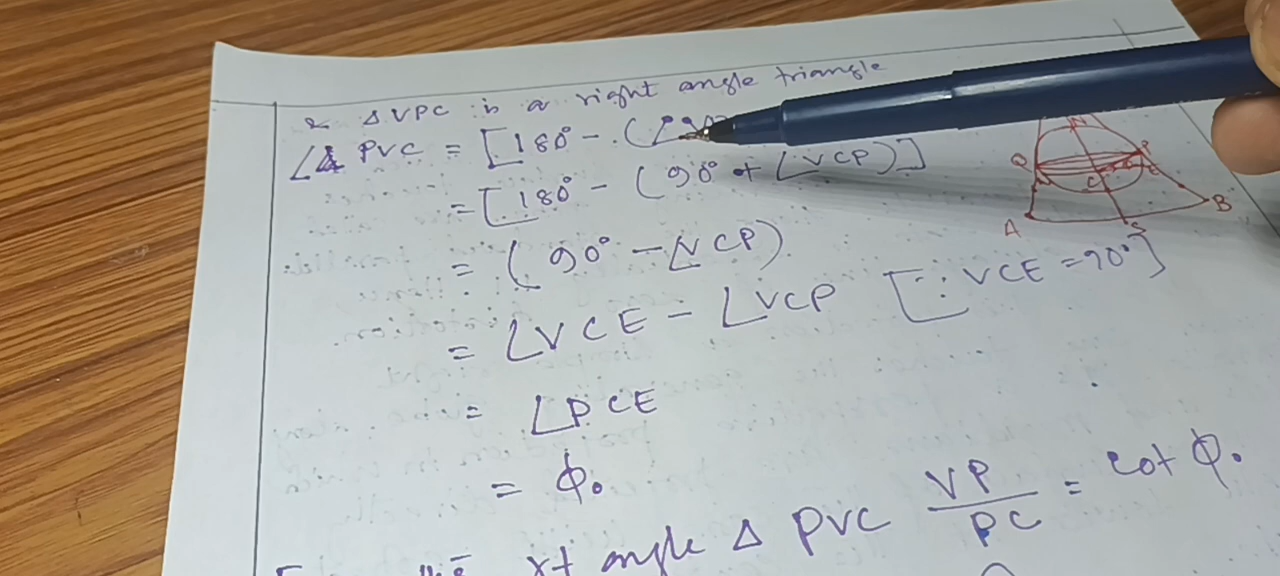 & Δ VPC is a right angle triangle
∠ PVC = [180° - (
= [180° - (90° + ∠VCP)]
= (90° - ∠VCP)
= ∠VCE - ∠VCP [∵ VCE = 90°]
= ∠PCE
= ϕ.
rt angle Δ PVC VP/PC = cot ϕ.
Q
P
C
E
A
S
B